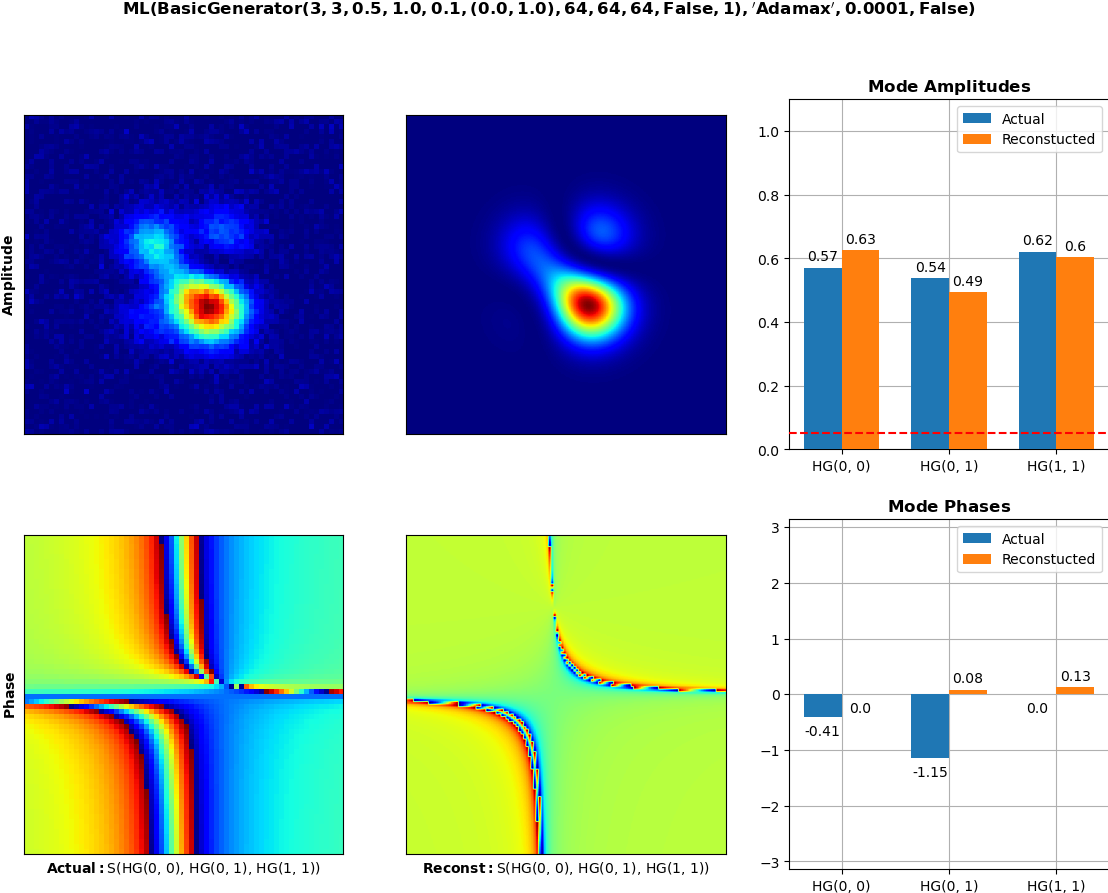 ML(BasicGenerator(3, 3, 0.5, 1.0, 0.1, (0.0, 1.0), 64, 64, 64, False, 1), ′Adamax′, 0.0001, False)
Amplitude
Mode Amplitudes
Actual
Reconstucted
1.0
0.8
0.6
0.4
0.2
0.0
0.57
0.63
0.54
0.49
0.62
0.6
HG(0, 0)
HG(0, 1)
HG(1, 1)
Phase
Actual: S(HG(0, 0), HG(0, 1), HG(1, 1))
Reconst: S(HG(0, 0), HG(0, 1), HG(1, 1))
Mode Phases
Actual
Reconstucted
3
2
1
0
−1
−2
−3
-0.41
0.0
-1.15
0.08
0.0
0.13
HG(0, 0)
HG(0, 1)
HG(1, 1)